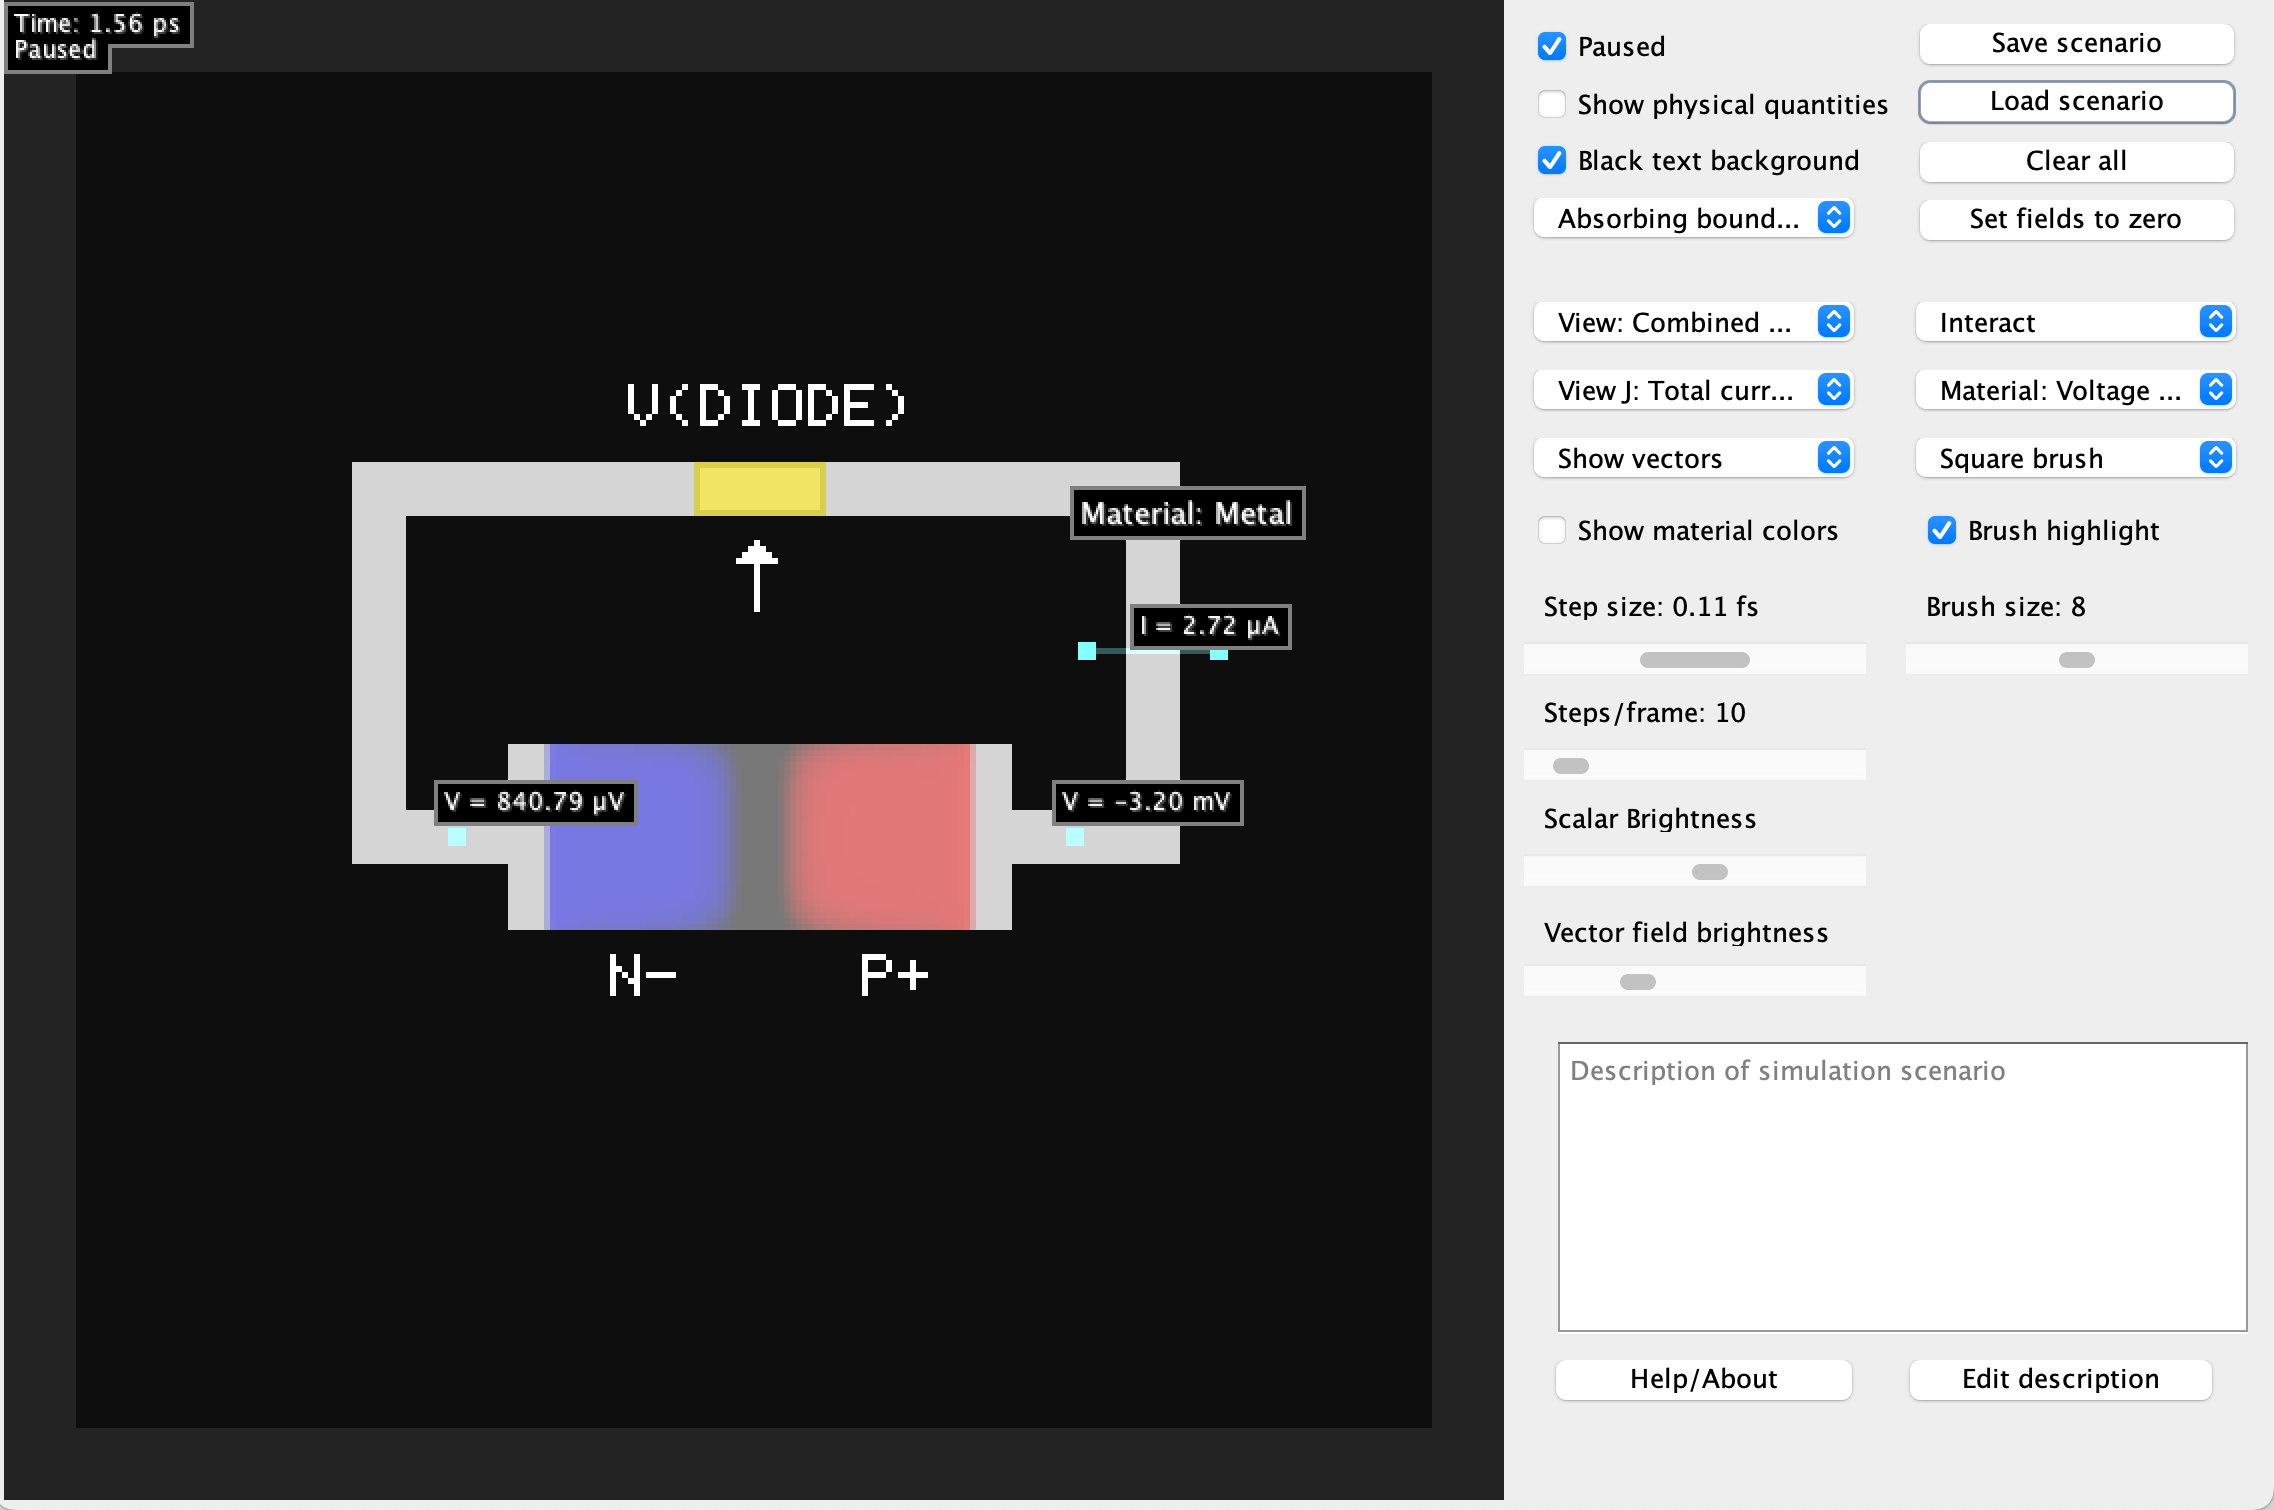 Time: 1.56 ps
Paused
V(DIODE)
Material: Metal
I = 2.72 µA
V = 840.79 µV
V = -3.20 mV
N-
P+
Paused
Save scenario
Show physical quantities
Load scenario
Black text background
Clear all
Absorbing bound...
Set fields to zero
View: Combined ...
Interact
View J: Total curr...
Material: Voltage ...
Show vectors
Square brush
Show material colors
Brush highlight
Step size: 0.11 fs
Brush size: 8
Steps/frame: 10
Scalar Brightness
Vector field brightness
Description of simulation scenario
Help/About
Edit description